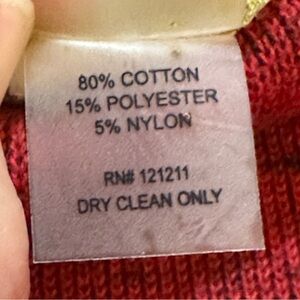 80% COTTON
15% POLYESTER
5% NYLON
RN# 121211
DRY CLEAN ONLY